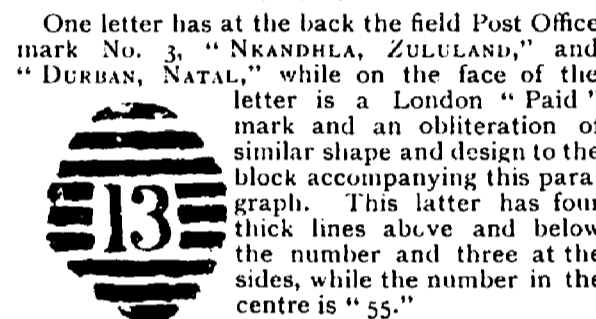 One letter has at the back the field Post Office
mark No. 3, “ NKANDHLA, ZULULAND,” and
“ DURBAN, NATAL,” while on the face of the
letter is a London “ Paid ”
mark and an obliteration of
similar shape and design to the
block accompanying this para
graph. This latter has four
thick lines above and below
the number and three at the
sides, while the number in the
centre is “ 55.”
13